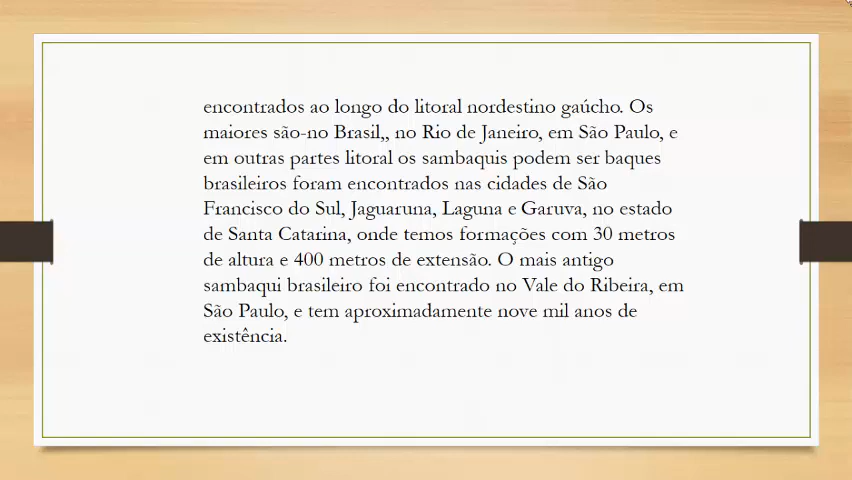 encontrados ao longo do litoral nordestino gaúcho. Os
maiores são-no Brasil,, no Rio de Janeiro, em São Paulo, e
em outras partes litoral os sambaquis podem ser baques
brasileiros foram encontrados nas cidades de São
Francisco do Sul, Jaguaruna, Laguna e Garuva, no estado
de Santa Catarina, onde temos formações com 30 metros
de altura e 400 metros de extensão. O mais antigo
sambaqui brasileiro foi encontrado no Vale do Ribeira, em
São Paulo, e tem aproximadamente nove mil anos de
existência.